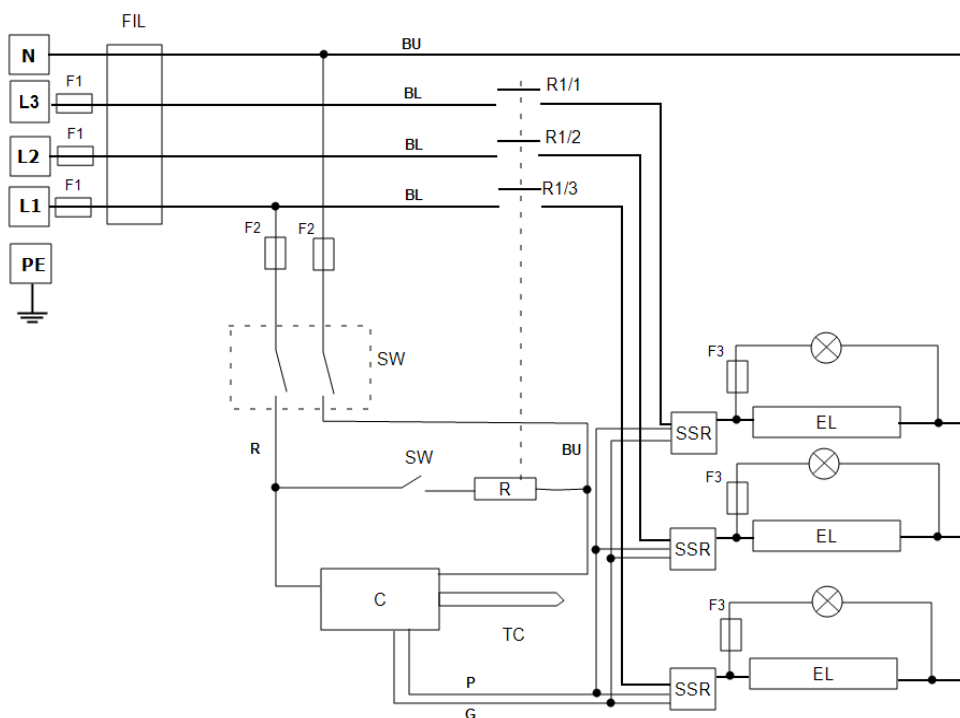 FIL
N
BU
F1
L3
BL
R1/1
F1
L2
BL
R1/2
F1
L1
BL
R1/3
F2
F2
PE
SW
F3
EL
SSR
R
SW
BU
R
F3
EL
SSR
C
TC
F3
EL
SSR
P
G